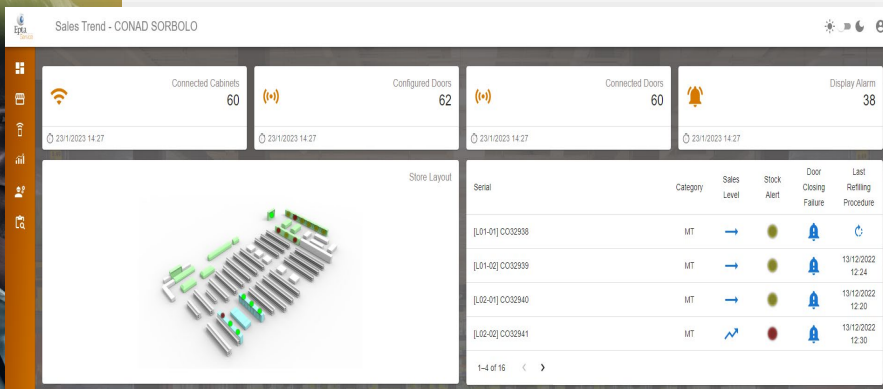 Epta
Service
Sales Trend - CONAD SORBOLO
Connected Cabinets
60
23/1/2023 14:27
Configured Doors
62
23/1/2023 14:27
Connected Doors
60
23/1/2023 14:27
Display Alarm
38
23/1/2023 14:27
Store Layout
Serial
Category
Sales
Level
Stock
Alert
Door
Closing
Failure
Last
Refilling
Procedure
[L01-01] CO32938
MT
[L01-02] CO32939
MT
13/12/2022
12:24
[L02-01] CO32940
MT
13/12/2022
12:20
[L02-02] CO32941
MT
13/12/2022
12:30
1–4 of 16